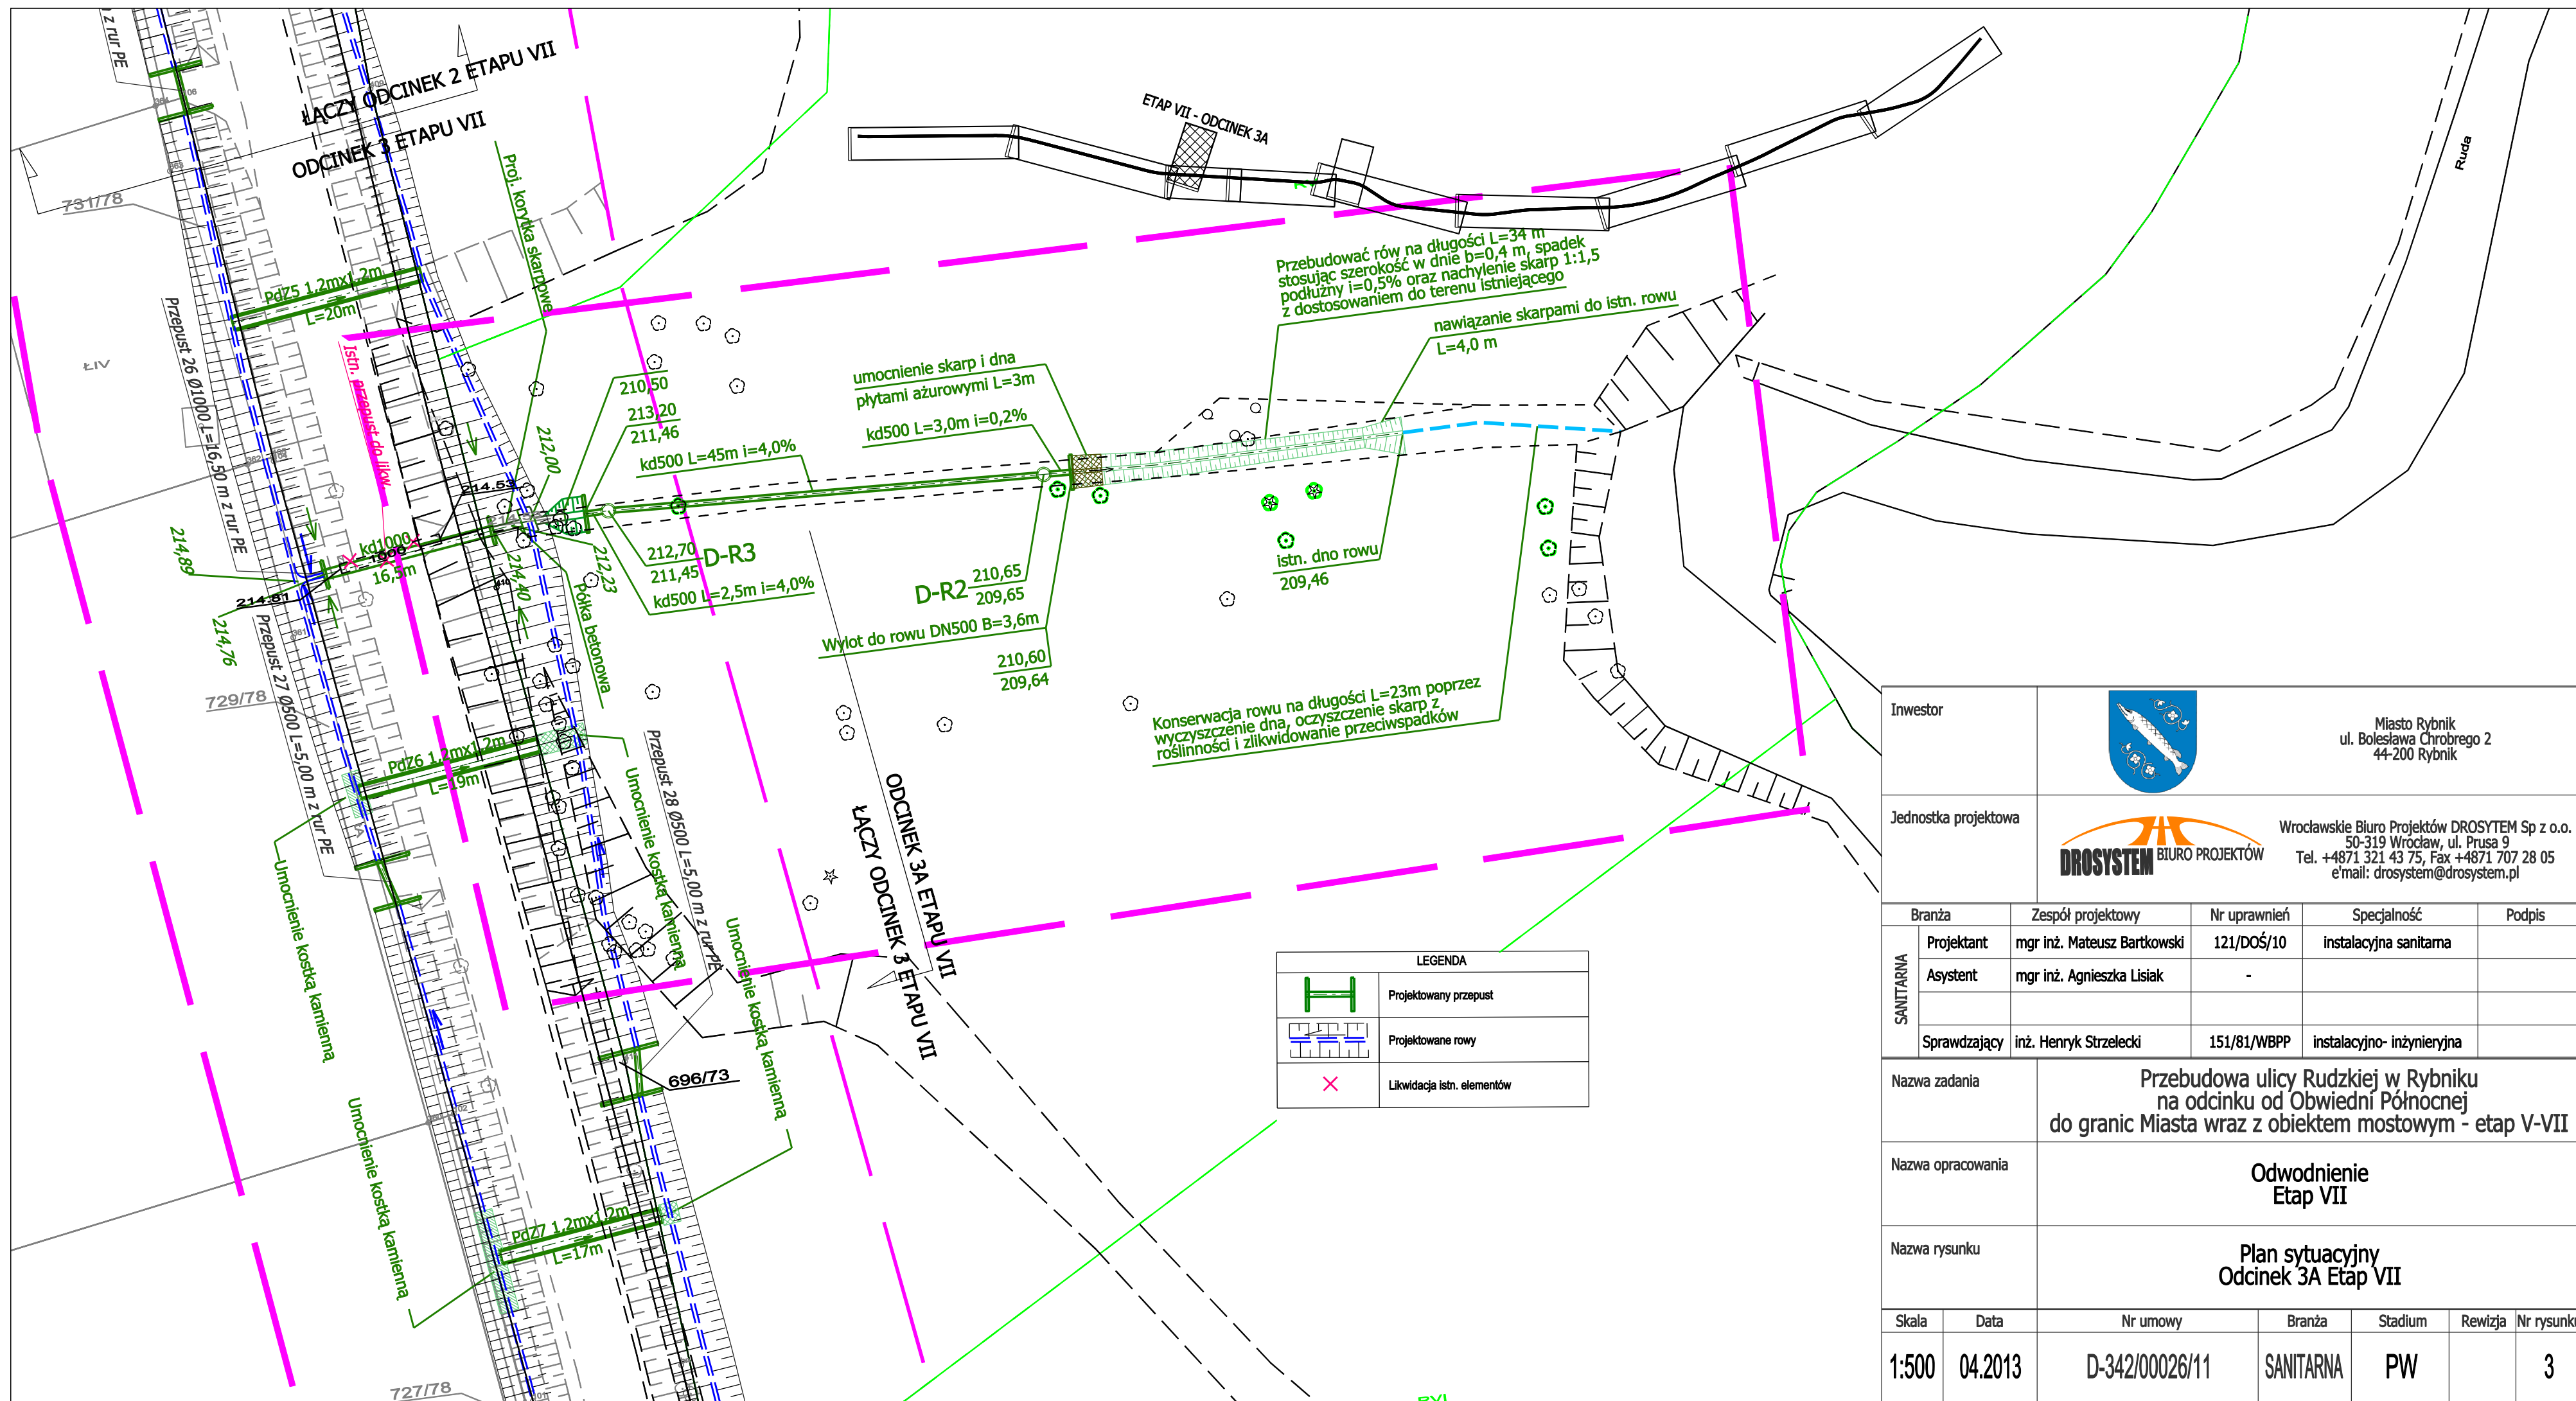 z rur PE
ŁĄCZY ODCINEK 2 ETAPU VII
ODCINEK 3 ETAPU VII
731/78
ŁIV
PdZ5 1,2mx1,2m
L=20m
Przepust 26 Ø1000 L=16,50 m z rur PE
Istn. przepust do likw.
Proj. korytka skarpowe
ETAP VII - ODCINEK 3A
Ruda
Przebudować rów na długości L=34 m
stosując szerokość w dnie b=0,4 m, spadek
podłużny i=0,5% oraz nachylenie skarp 1:1,5
z dostosowaniem do terenu istniejącego
nawiązanie skarpami do istn. rowu
L=4,0 m
umocnienie skarp i dna
płytami ażurowymi L=3m
kd500 L=3,0m i=0,2%
210,50
213,20
211,46
kd500 L=45m i=4,0%
212,00
214.53
214,89
kd1000
1000
16,5m
214.81
214,76
214,40
212,23
212,70
211,45
D-R3
kd500 L=2,5m i=4,0%
Półka betonowa
D-R2
210,65
209,65
Wylot do rowu DN500 B=3,6m
210,60
209,64
istn. dno rowu
209,46
Konserwacja rowu na długości L=23m poprzez
wyczyszczenie dna, oczyszczenie skarp z
roślinności i zlikwidowanie przeciwspadków
Przepust 27 Ø500 L=5,00 m z rur PE
729/78
PdZ6 1,2mx1,2m
L=19m
Przepust 28 Ø500 L=5,00 m z rur PE
Umocnienie kostką kamienną
Umocnienie kostką kamienną
Umocnienie kostką kamienną
Umocnienie kostką kamienną
ODCINEK 3A ETAPU VII
ŁĄCZY ODCINEK 3 ETAPU VII
696/73
PdZ7 1,2mx1,2m
L=17m
727/78
LEGENDA
Projektowany przepust
Projektowane rowy
Likwidacja istn. elementów
Inwestor
Miasto Rybnik
ul. Bolesława Chrobrego 2
44-200 Rybnik
Jednostka projektowa
DROSYSTEM BIURO PROJEKTÓW
Wrocławskie Biuro Projektów DROSYTEM Sp z o.o.
50-319 Wrocław, ul. Prusa 9
Tel. +4871 321 43 75, Fax +4871 707 28 05
e'mail: drosystem@drosystem.pl
Branża Zespół projektowy Nr uprawnień Specjalność Podpis
SANITARNA
Projektant mgr inż. Mateusz Bartkowski 121/DOŚ/10 instalacyjna sanitarna
Asystent mgr inż. Agnieszka Lisiak -
Sprawdzający inż. Henryk Strzelecki 151/81/WBPP instalacyjno- inżynieryjna
Nazwa zadania
Przebudowa ulicy Rudzkiej w Rybniku
na odcinku od Obwiedni Północnej
do granic Miasta wraz z obiektem mostowym - etap V-VII
Nazwa opracowania
Odwodnienie
Etap VII
Nazwa rysunku
Plan sytuacyjny
Odcinek 3A Etap VII
Skala Data Nr umowy Branża Stadium Rewizja Nr rysunku
1:500 04.2013 D-342/00026/11 SANITARNA PW 3